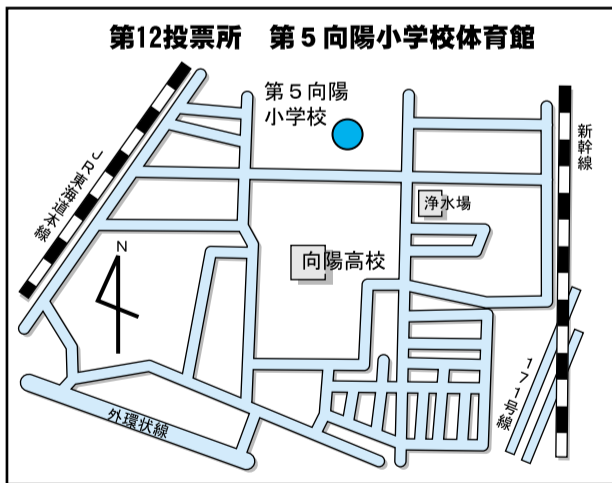 第12投票所　第５向陽小学校体育館
第５向陽
小学校
新幹線
ＪＲ東海道本線
浄水場
N
向陽高校
171号線
外環状線